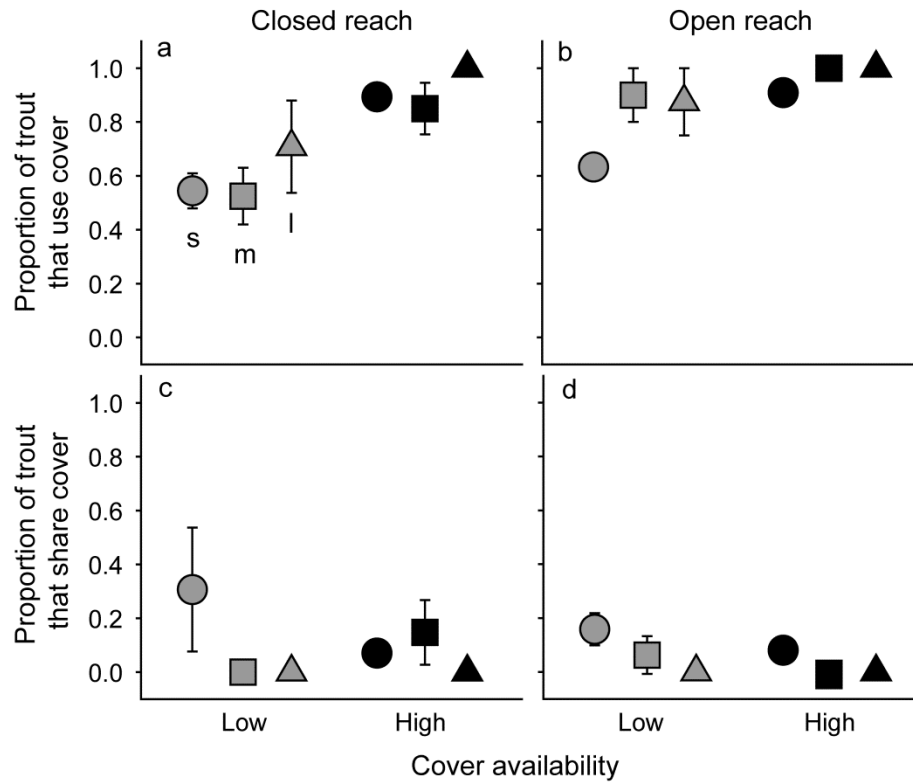 Closed reach
Open reach
a
b
Proportion of trout
that use cover
1.0
0.8
0.6
0.4
0.2
0.0
s
m
l
c
d
Proportion of trout
that share cover
1.0
0.8
0.6
0.4
0.2
0.0
Low
High
Low
High
Cover availability